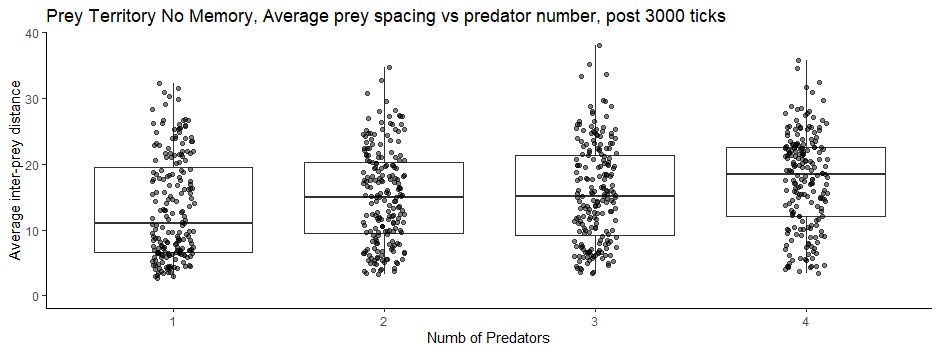 Prey Territory No Memory, Average prey spacing vs predator number, post 3000 ticks
Average inter-prey distance
40
30
20
10
0
1 2 3 4
Numb of Predators